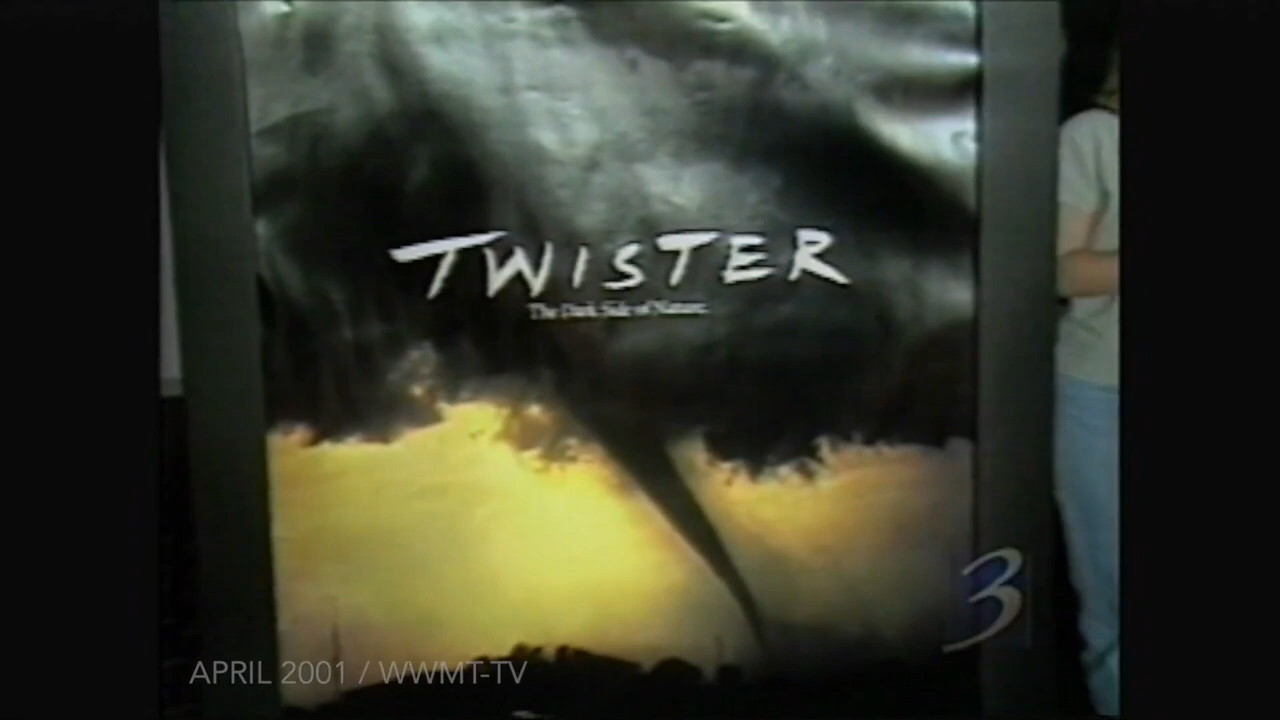 TWISTER
The Dark Side of Nature.
3
APRIL 2001 / WWMT-TV